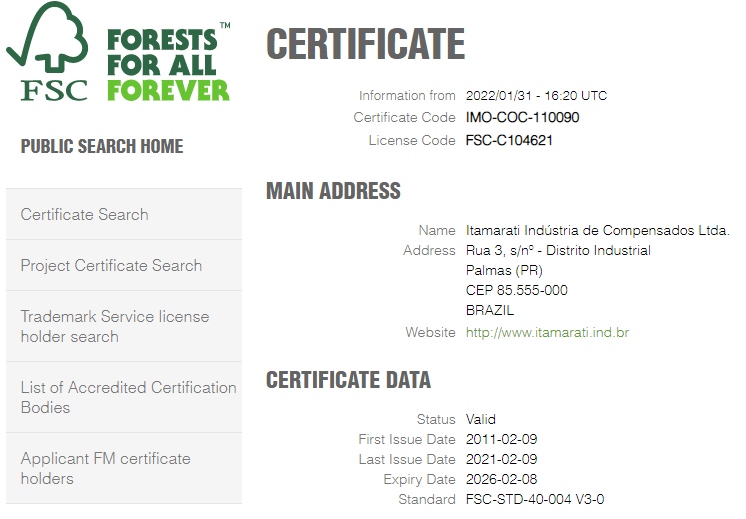 FSC
FORESTS™
FOR ALL
FOREVER
PUBLIC SEARCH HOME
Certificate Search
Project Certificate Search
Trademark Service license
holder search
List of Accredited Certification
Bodies
Applicant FM certificate
holders
CERTIFICATE
Information from 2022/01/31 - 16:20 UTC
Certificate Code IMO-COC-110090
License Code FSC-C104621
MAIN ADDRESS
Name Itamarati Indústria de Compensados Ltda.
Address Rua 3, s/nº - Distrito Industrial
Palmas (PR)
CEP 85.555-000
BRAZIL
Website http://www.itamarati.ind.br
CERTIFICATE DATA
Status Valid
First Issue Date 2011-02-09
Last Issue Date 2021-02-09
Expiry Date 2026-02-08
Standard FSC-STD-40-004 V3-0